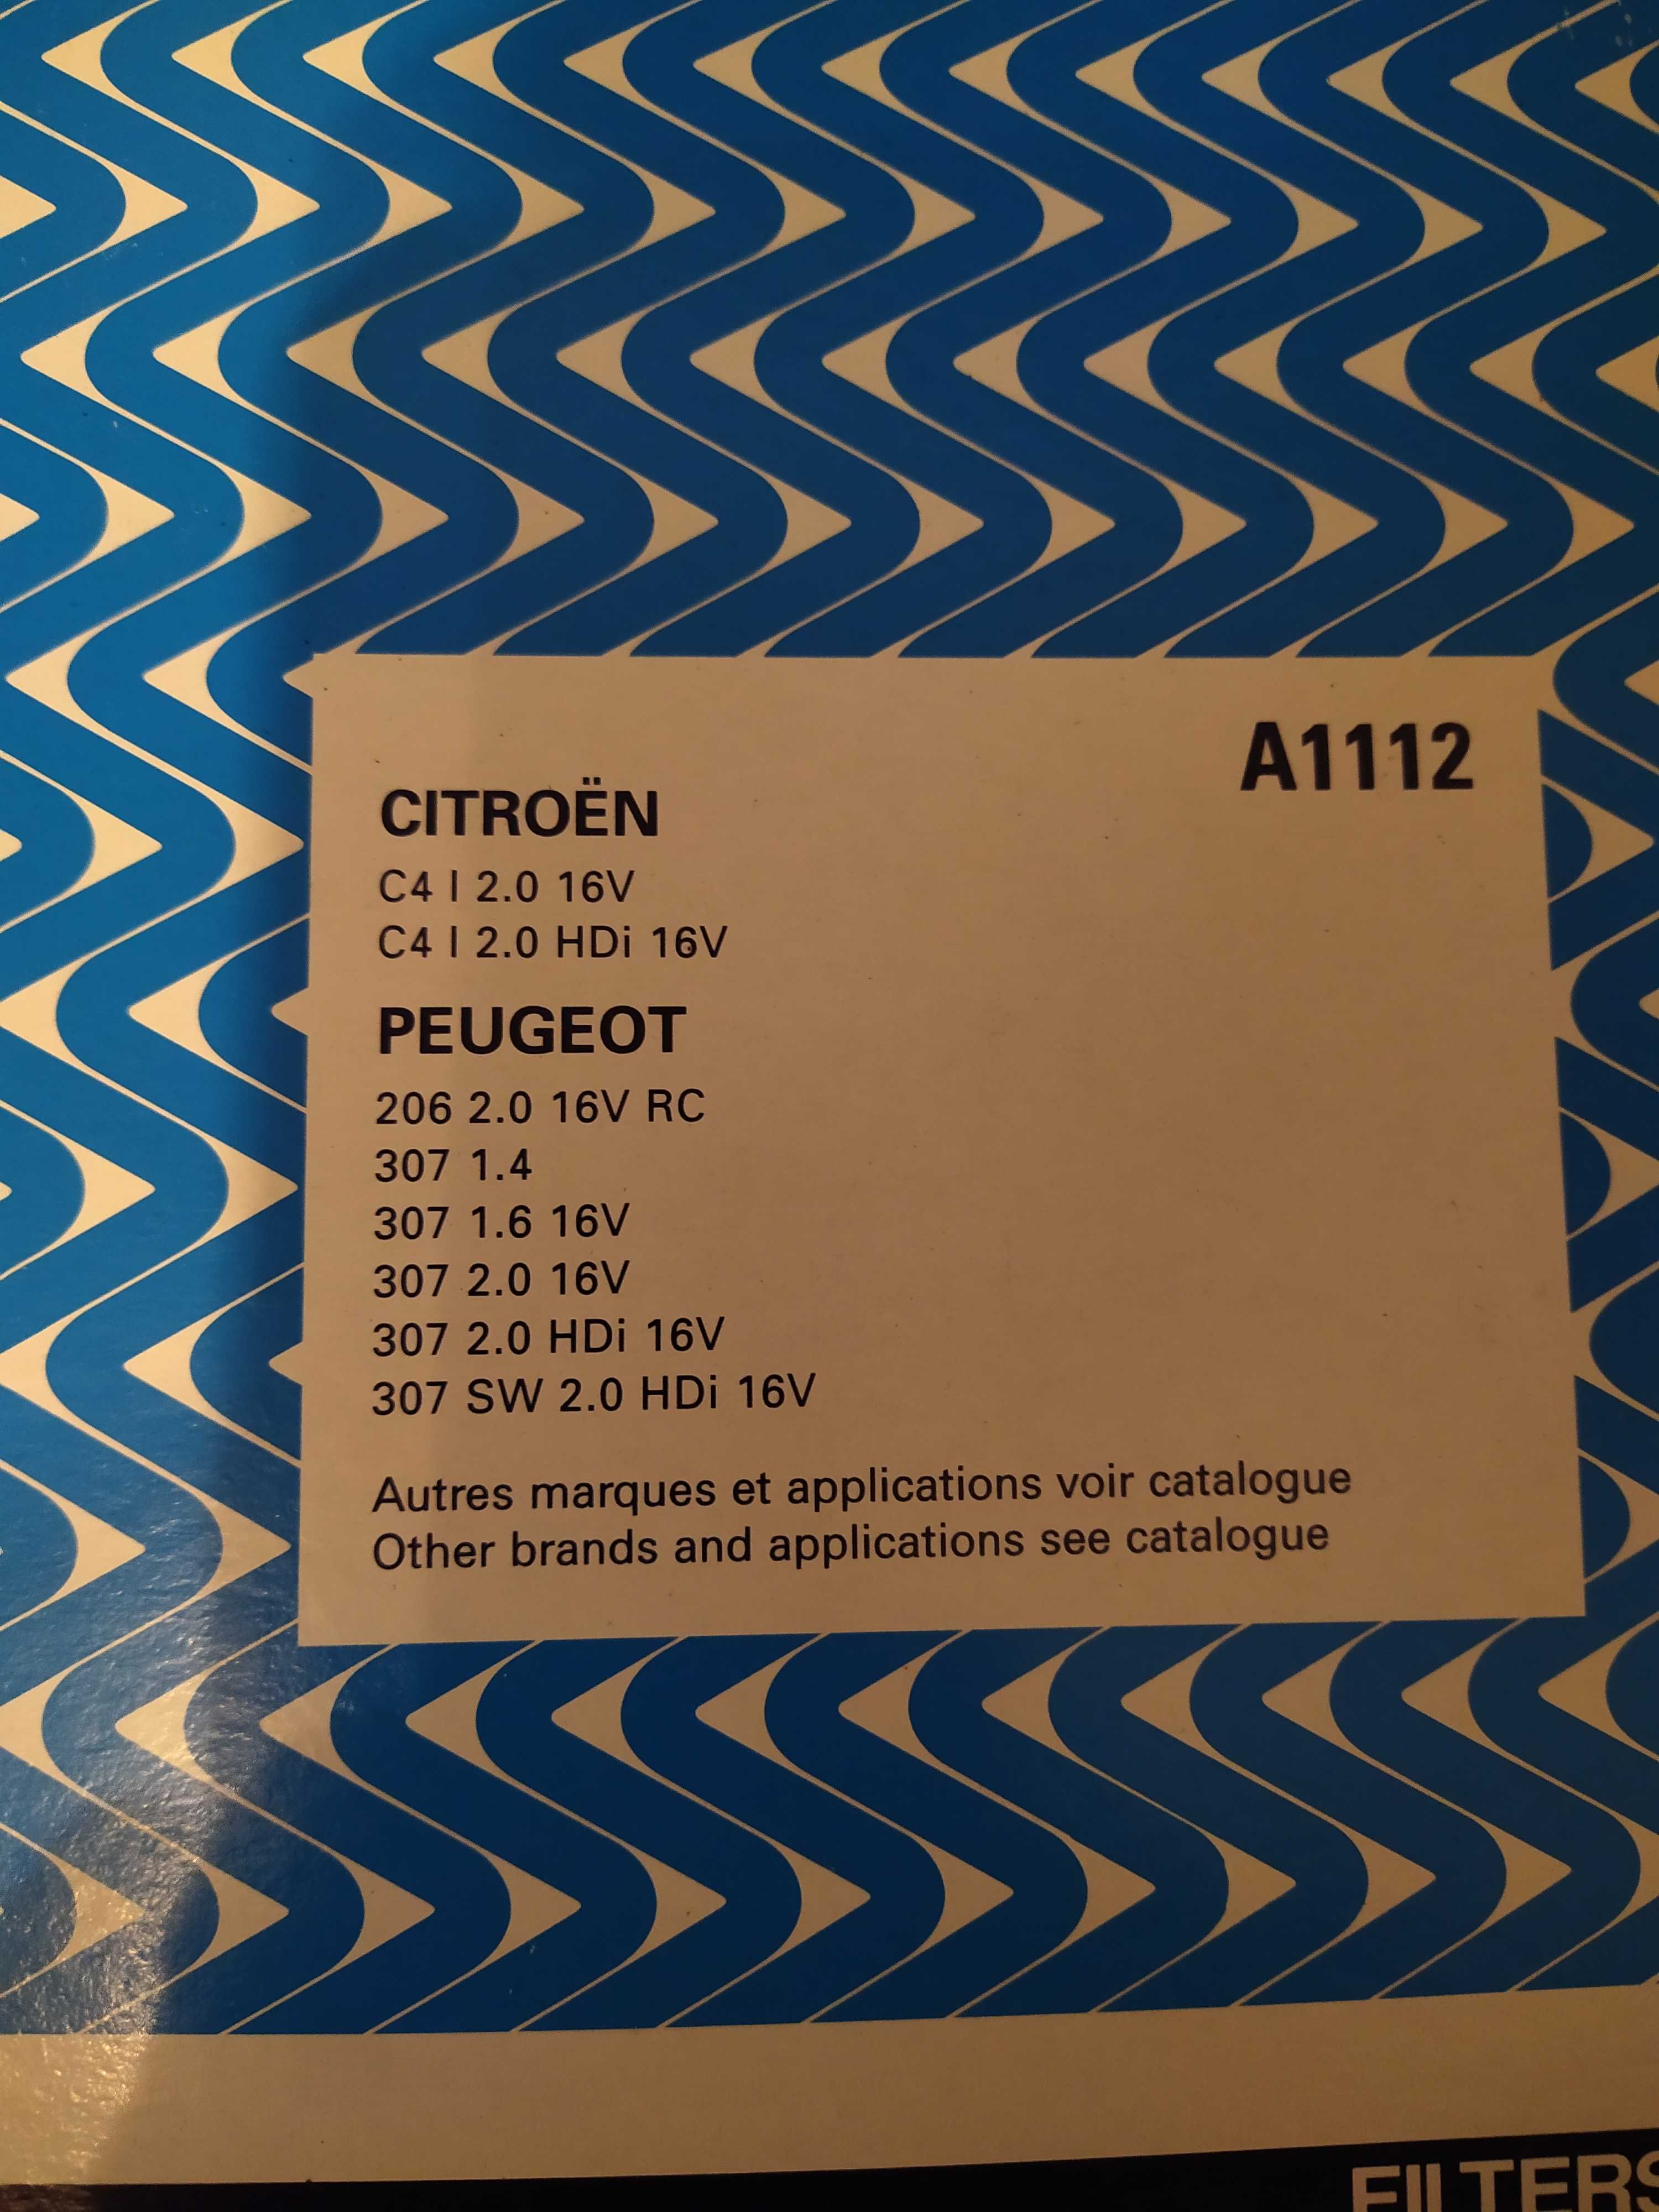 A1112
CITROËN
C4 I 2.0 16V
C4 I 2.0 HDi 16V
PEUGEOT
206 2.0 16V RC
307 1.4
307 1.6 16V
307 2.0 16V
307 2.0 HDi 16V
307 SW 2.0 HDi 16V
Autres marques et applications voir catalogue
Other brands and applications see catalogue
FILTERS